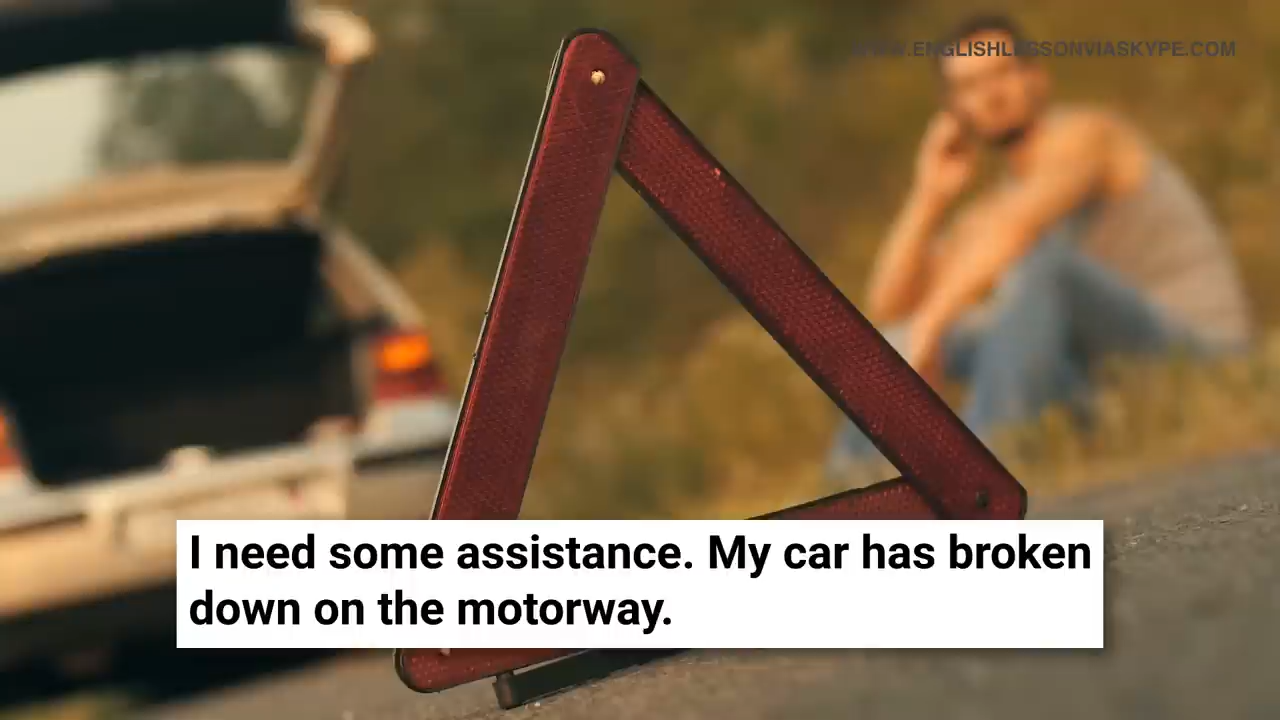 WWW.ENGLISHLESSONVIASKYPE.COM
I need some assistance. My car has broken
down on the motorway.